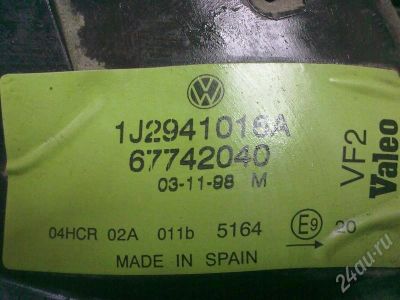 1J2941016A
67742040
03-11-98 M
04HCR 02A 011b 5164 E9 20
MADE IN SPAIN
VF2
Valeo
24au.ru